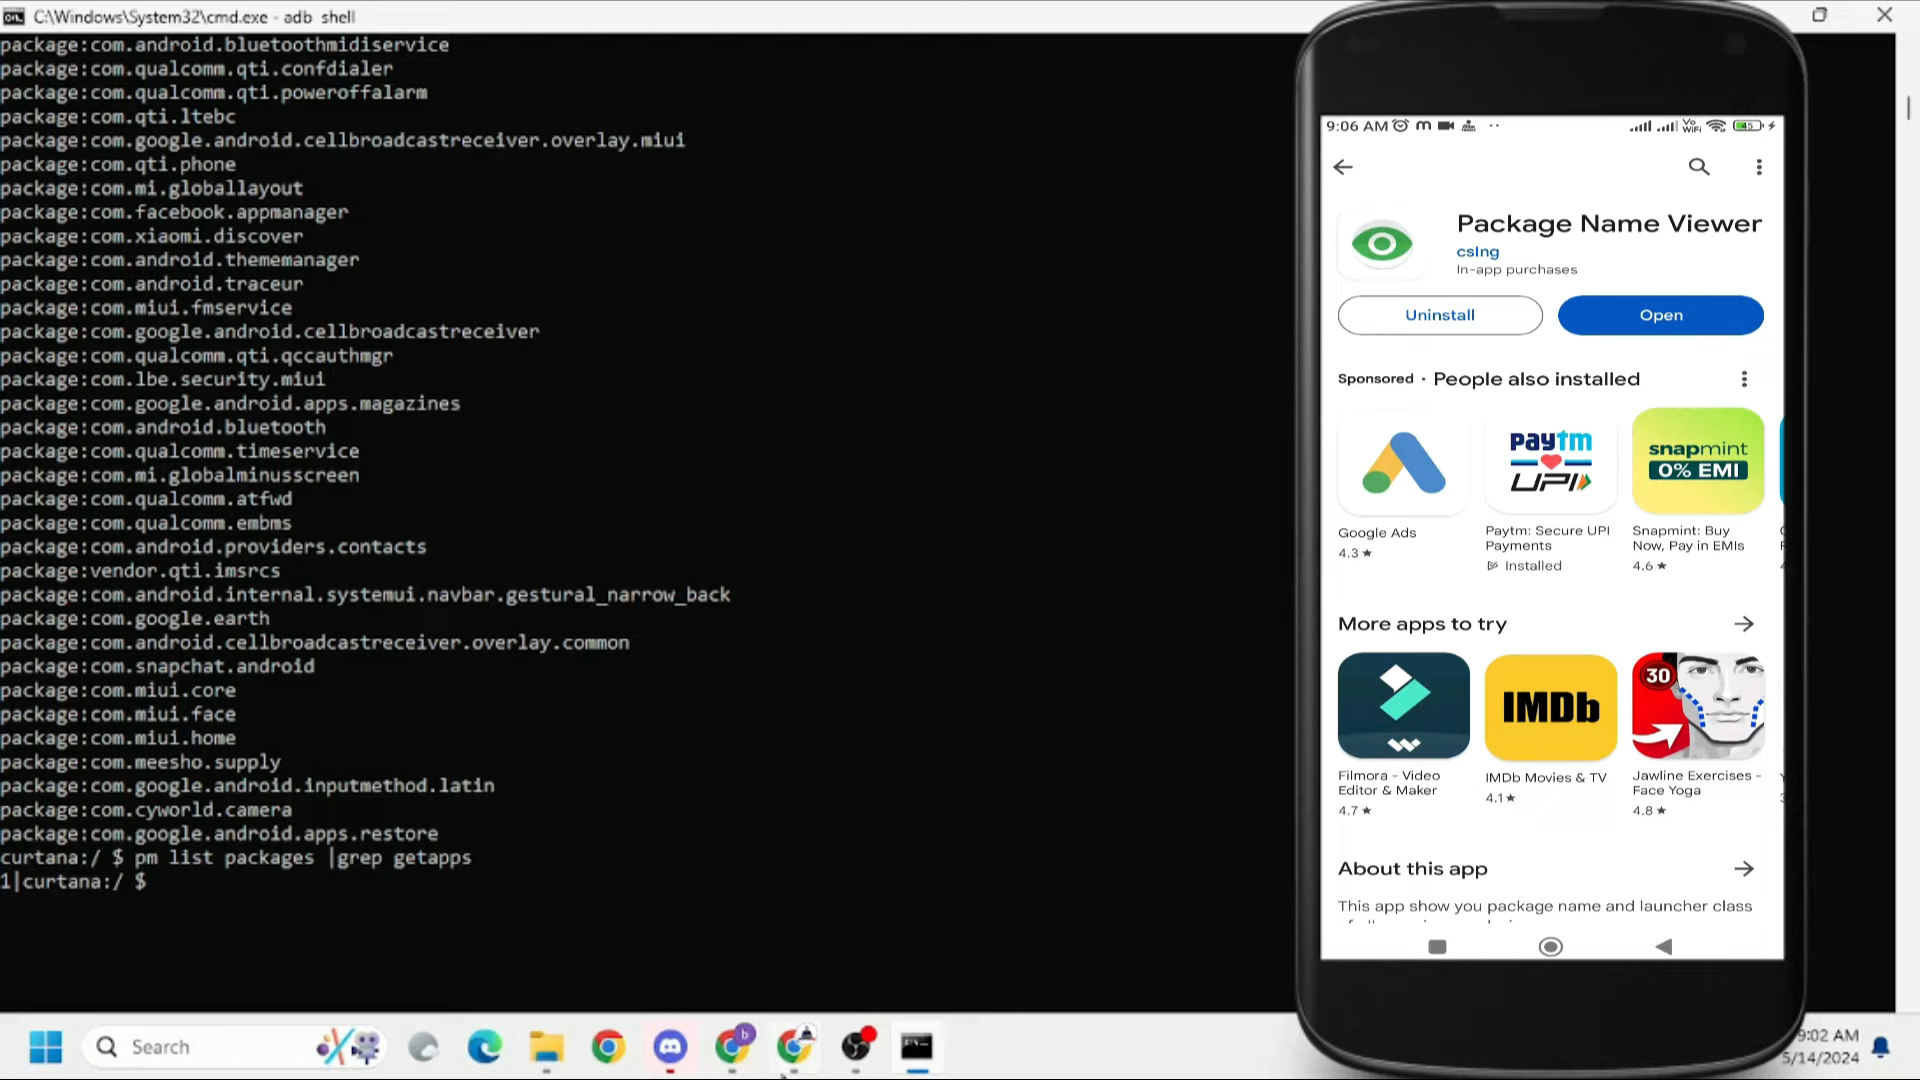 C:\Windows\System32\cmd.exe - adb shell
package:com.android.bluetoothmidiservice
package:com.qualcomm.qti.confdialer
package:com.qualcomm.qti.poweroffalarm
package:com.qti.ltebc
package:com.google.android.cellbroadcastreceiver.overlay.miui
package:com.qti.phone
package:com.mi.globallayout
package:com.facebook.appmanager
package:com.xiaomi.discover
package:com.android.thememanager
package:com.android.traceur
package:com.miui.fmservice
package:com.google.android.cellbroadcastreceiver
package:com.qualcomm.qti.qccauthmgr
package:com.lbe.security.miui
package:com.google.android.apps.magazines
package:com.android.bluetooth
package:com.qualcomm.timeservice
package:com.mi.globalminusscreen
package:com.qualcomm.atfwd
package:com.qualcomm.embms
package:com.android.providers.contacts
package:vendor.qti.imsrcs
package:com.android.internal.systemui.navbar.gestural_narrow_back
package:com.google.earth
package:com.android.cellbroadcastreceiver.overlay.common
package:com.snapchat.android
package:com.miui.core
package:com.miui.face
package:com.miui.home
package:com.meesho.supply
package:com.google.android.inputmethod.latin
package:com.cyworld.camera
package:com.google.android.apps.restore
curtana:/ $ pm list packages |grep getapps
1|curtana:/ $
9:06 AM
Vo WiFi
45
Package Name Viewer
csIng
In-app purchases
Uninstall
Open
Sponsored · People also installed
paytm
UPI
snapmint
0% EMI
Google Ads
4.3 ★
Paytm: Secure UPI
Payments
Installed
Snapmint: Buy
Now, Pay in EMIs
4.6 ★
More apps to try
IMDb
30
Filmora - Video
Editor & Maker
4.7 ★
IMDb Movies & TV
4.1 ★
Jawline Exercises -
Face Yoga
4.8 ★
About this app
This app show you package name and launcher class
Search
b
9:02 AM
5/14/2024